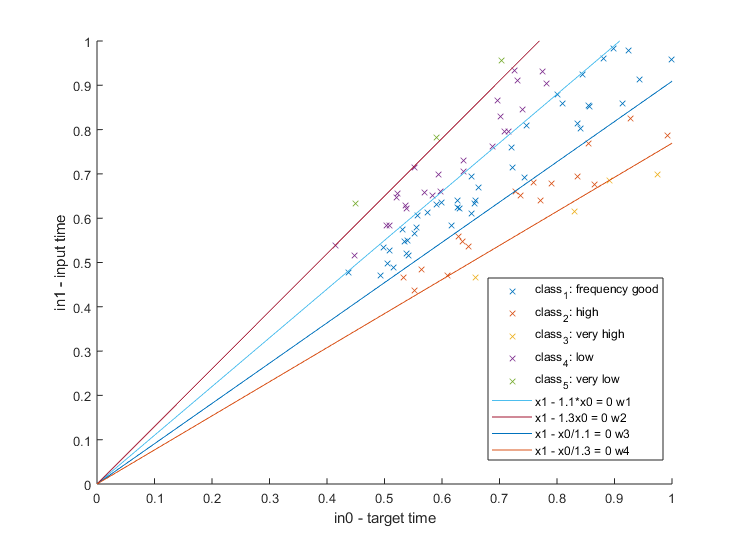 1
0.9
0.8
0.7
0.6
0.5
0.4
0.3
0.2
0.1
0
in1 - input time
class1: frequency good
class2: high
class3: very high
class4: low
class5: very low
x1 - 1.1*x0 = 0 w1
x1 - 1.3x0 = 0 w2
x1 - x0/1.1 = 0 w3
x1 - x0/1.3 = 0 w4
0 0.1 0.2 0.3 0.4 0.5 0.6 0.7 0.8 0.9 1
in0 - target time